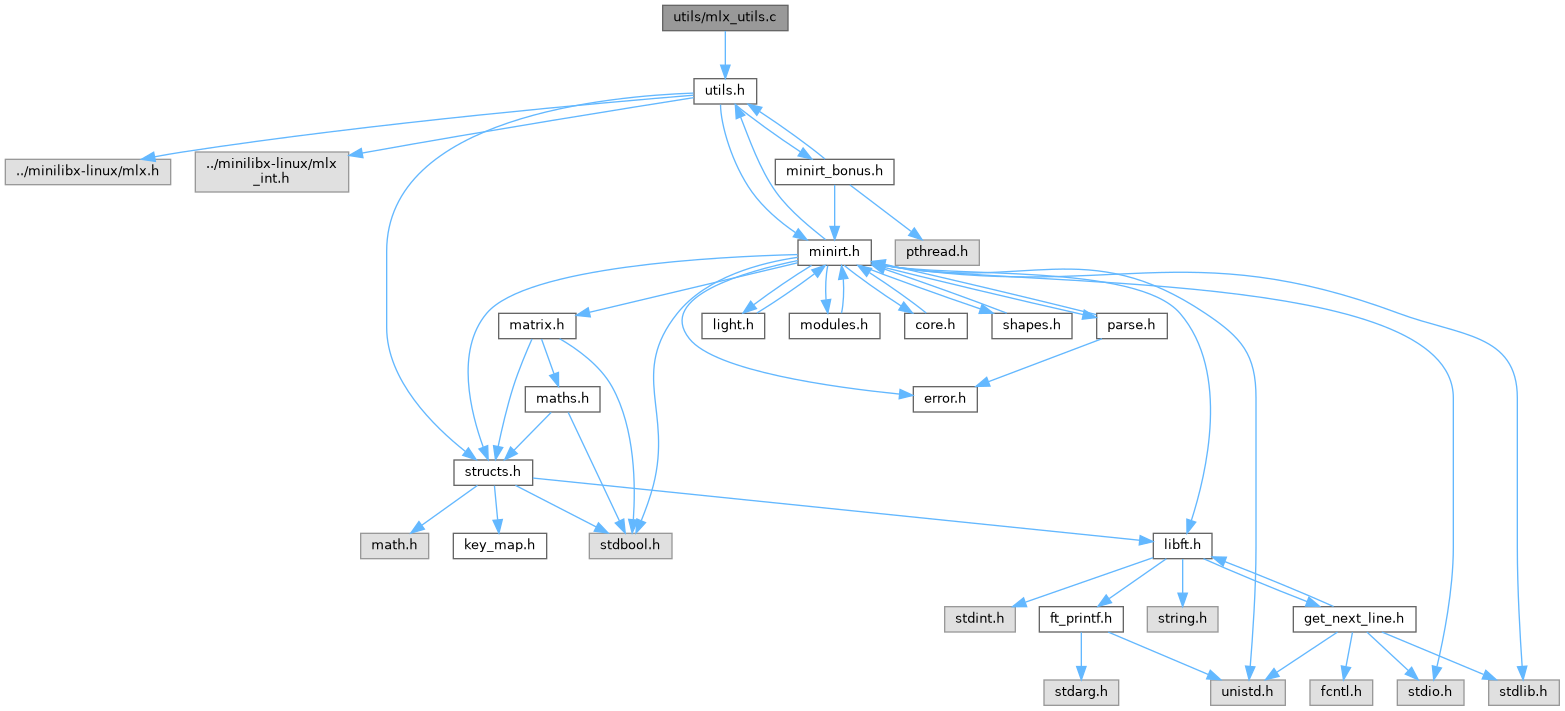 utils/mlx_utils.c
utils.h
../minilibx-linux/mlx.h
../minilibx-linux/mlx
_int.h
minirt_bonus.h
minirt.h
pthread.h
matrix.h
light.h
modules.h
core.h
shapes.h
parse.h
maths.h
error.h
structs.h
math.h
key_map.h
stdbool.h
libft.h
stdint.h
ft_printf.h
string.h
get_next_line.h
stdarg.h
unistd.h
fcntl.h
stdio.h
stdlib.h